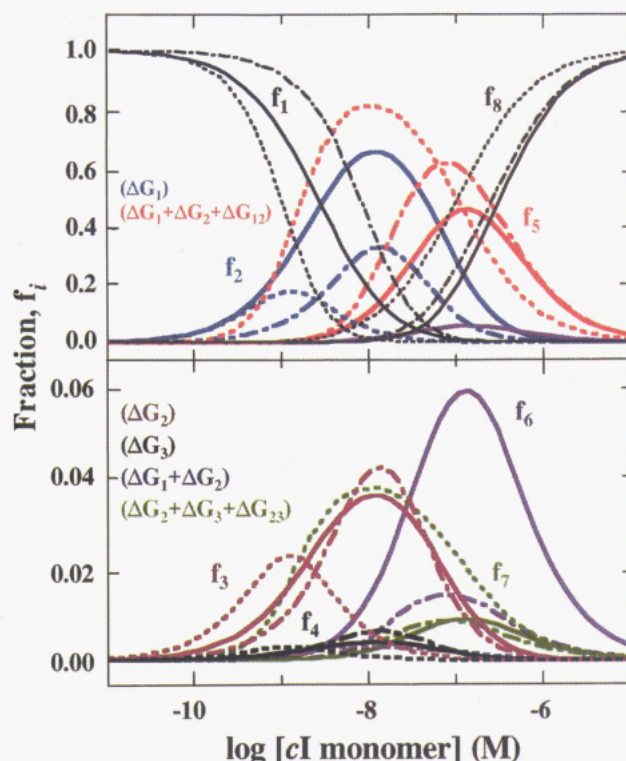 1.0
0.8
0.6
0.4
0.2
0.0
f₁
f₈
(ΔG₁)
(ΔG₁+ΔG₂+ΔG₁₂)
f₂
f₅
Fraction, fᵢ
0.06
0.04
0.02
0.00
(ΔG₂)
(ΔG₃)
(ΔG₁+ΔG₂)
(ΔG₂+ΔG₃+ΔG₂₃)
f₆
f₃
f₄
f₇
-10
-8
-6
log [cI monomer] (M)